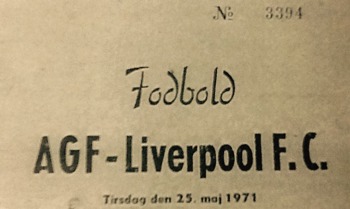 № 3394
Fodbold
AGF - Liverpool F. C.
Tirsdag den 25. maj 1971